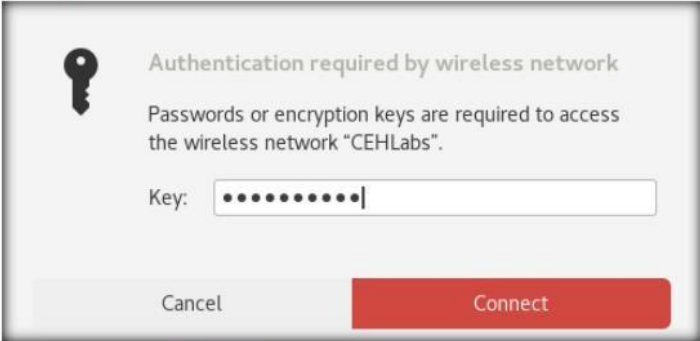 Authentication required by wireless network
Passwords or encryption keys are required to access
the wireless network “CEHLabs”.
Key: ••••••••••
Cancel Connect